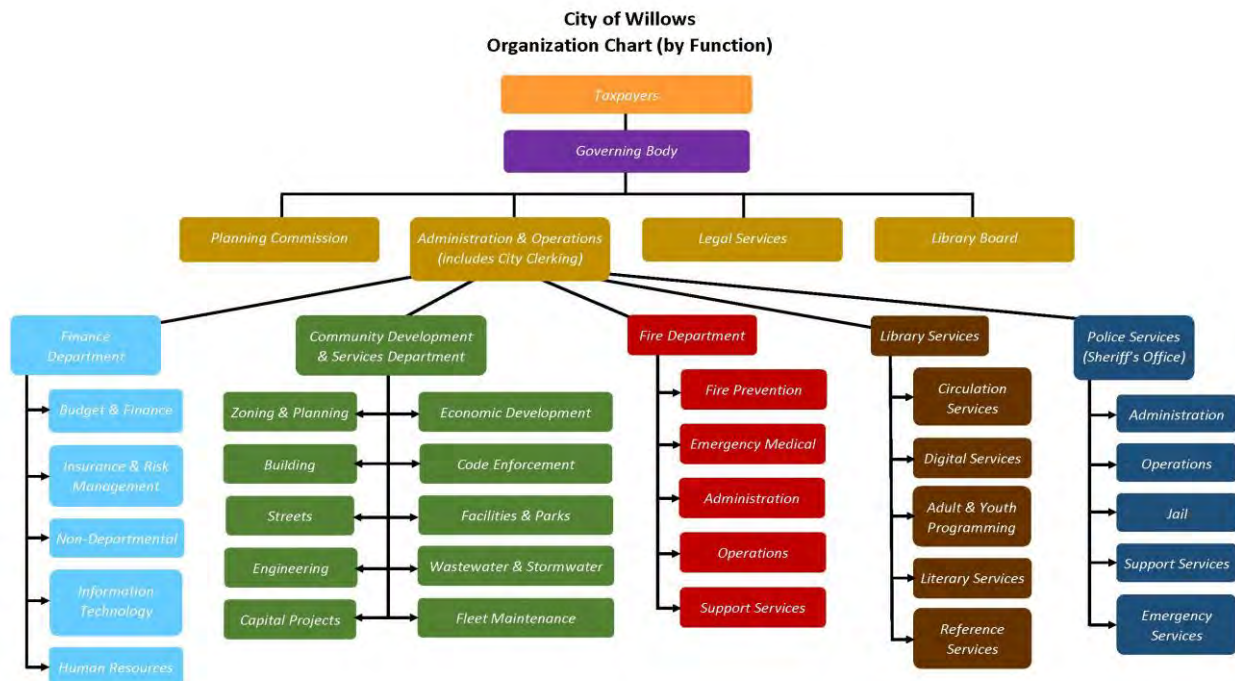 City of Willows
Organization Chart (by Function)
Taxpayers
Governing Body
Planning Commission
Administration & Operations
(includes City Clerking)
Legal Services
Library Board
Finance
Department
Budget & Finance
Insurance & Risk
Management
Non-Departmental
Information
Technology
Human Resources
Community Development
& Services Department
Zoning & Planning
Economic Development
Building
Code Enforcement
Streets
Facilities & Parks
Engineering
Wastewater & Stormwater
Capital Projects
Fleet Maintenance
Fire Department
Fire Prevention
Emergency Medical
Administration
Operations
Support Services
Library Services
Circulation
Services
Digital Services
Adult & Youth
Programming
Literary Services
Reference
Services
Police Services
(Sheriff's Office)
Administration
Operations
Jail
Support Services
Emergency
Services